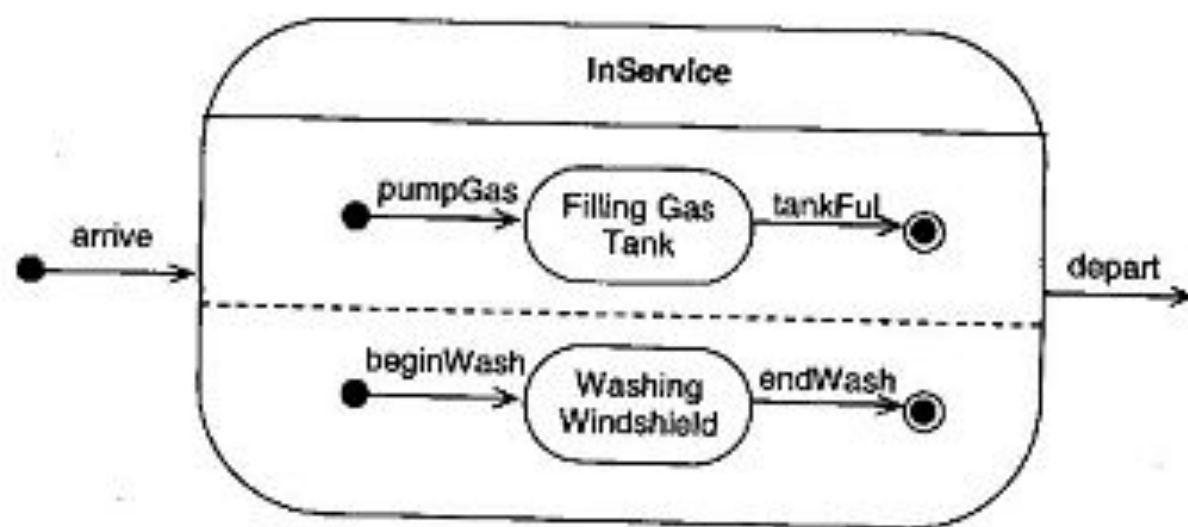 InService
pumpGas
Filling Gas
Tank
tankFul
arrive
depart
beginWash
Washing
Windshield
endWash